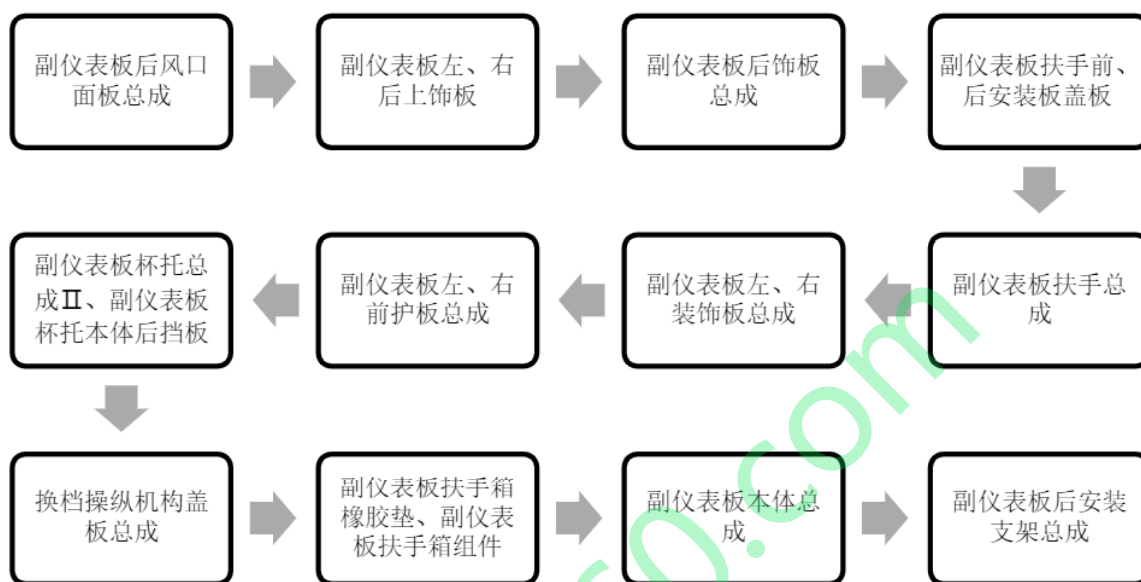 副仪表板后风口
面板总成
副仪表板左、右
后上饰板
副仪表板后饰板
总成
副仪表板扶手前、
后安装板盖板
副仪表板扶手总
成
副仪表板左、右
装饰板总成
副仪表板左、右
前护板总成
副仪表板杯托总
成Ⅱ、副仪表板
杯托本体后挡板
换档操纵机构盖
板总成
副仪表板扶手箱
橡胶垫、副仪表
板扶手箱组件
副仪表板本体总
成
副仪表板后安装
支架总成
60.com